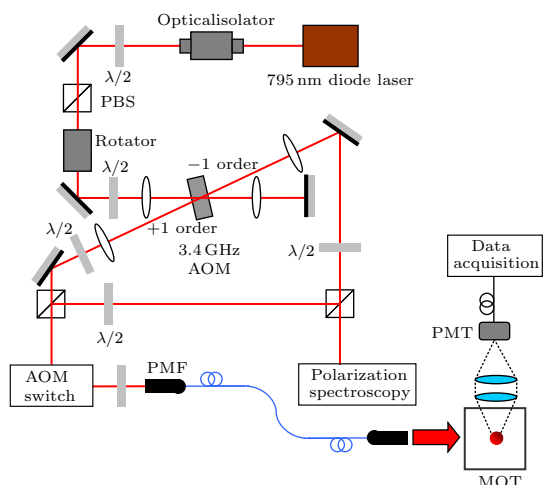 Opticalisolator
λ/2
795 nm diode laser
PBS
Rotator
λ/2
−1 order
+1 order
λ/2
3.4 GHz
AOM
λ/2
Data
acquisition
λ/2
PMT
AOM
switch
PMF
Polarization
spectroscopy
MOT